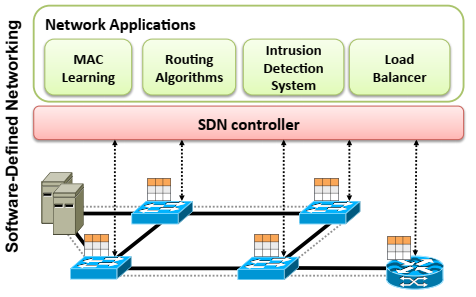 Software-Defined Networking
Network Applications
MAC
Learning
Routing
Algorithms
Intrusion
Detection
System
Load
Balancer
SDN controller